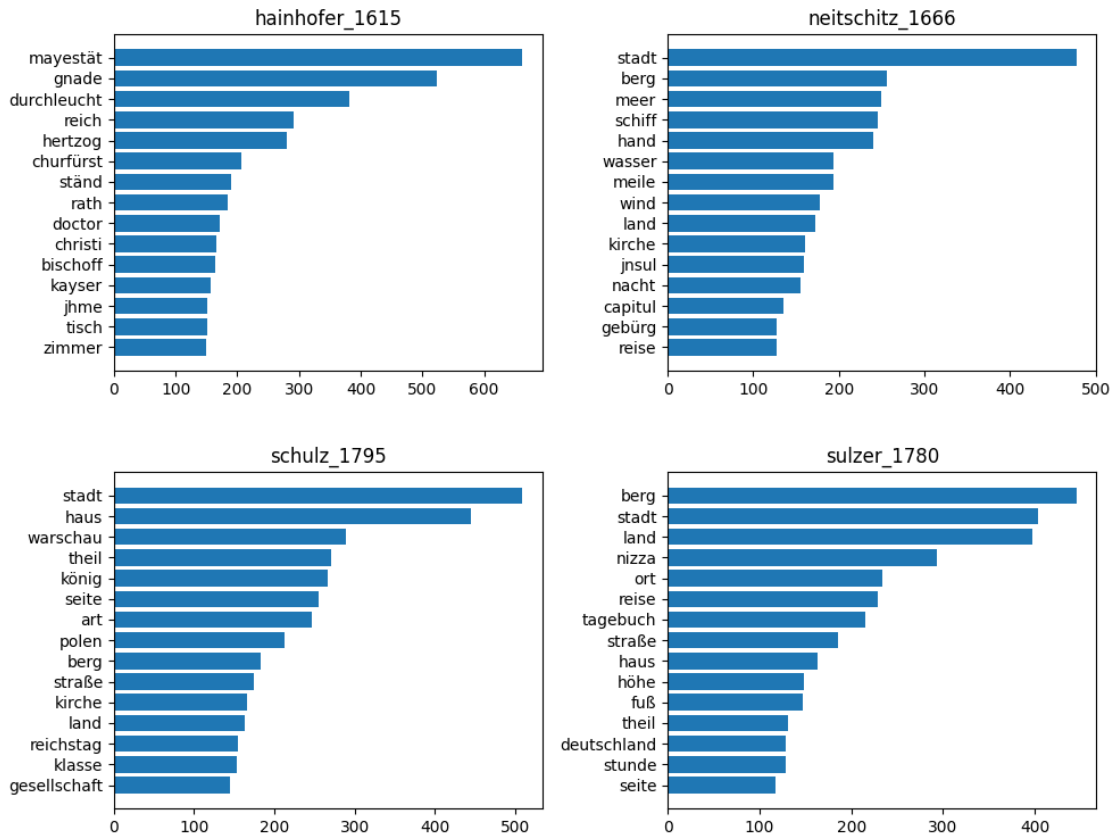 hainhofer_1615
mayestät
gnade
durchleucht
reich
hertzog
churfürst
ständ
rath
doctor
christi
bischoff
kayser
jhme
tisch
zimmer
0 100 200 300 400 500 600
neitschitz_1666
stadt
berg
meer
schiff
hand
wasser
meile
wind
land
kirche
jnsul
nacht
capitul
gebürg
reise
0 100 200 300 400 500
schulz_1795
stadt
haus
warschau
theil
könig
seite
art
polen
berg
straße
kirche
land
reichstag
klasse
gesellschaft
0 100 200 300 400 500
sulzer_1780
berg
stadt
land
nizza
ort
reise
tagebuch
straße
haus
höhe
fuß
theil
deutschland
stunde
seite
0 100 200 300 400